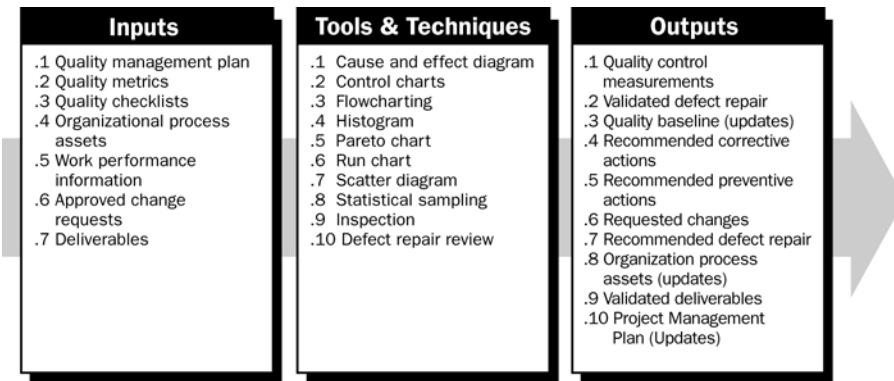 Inputs
.1 Quality management plan
.2 Quality metrics
.3 Quality checklists
.4 Organizational process
assets
.5 Work performance
information
.6 Approved change
requests
.7 Deliverables
Tools & Techniques
.1 Cause and effect diagram
.2 Control charts
.3 Flowcharting
.4 Histogram
.5 Pareto chart
.6 Run chart
.7 Scatter diagram
.8 Statistical sampling
.9 Inspection
.10 Defect repair review
Outputs
.1 Quality control
measurements
.2 Validated defect repair
.3 Quality baseline (updates)
.4 Recommended corrective
actions
.5 Recommended preventive
actions
.6 Requested changes
.7 Recommended defect repair
.8 Organization process
assets (updates)
.9 Validated deliverables
.10 Project Management
Plan (Updates)